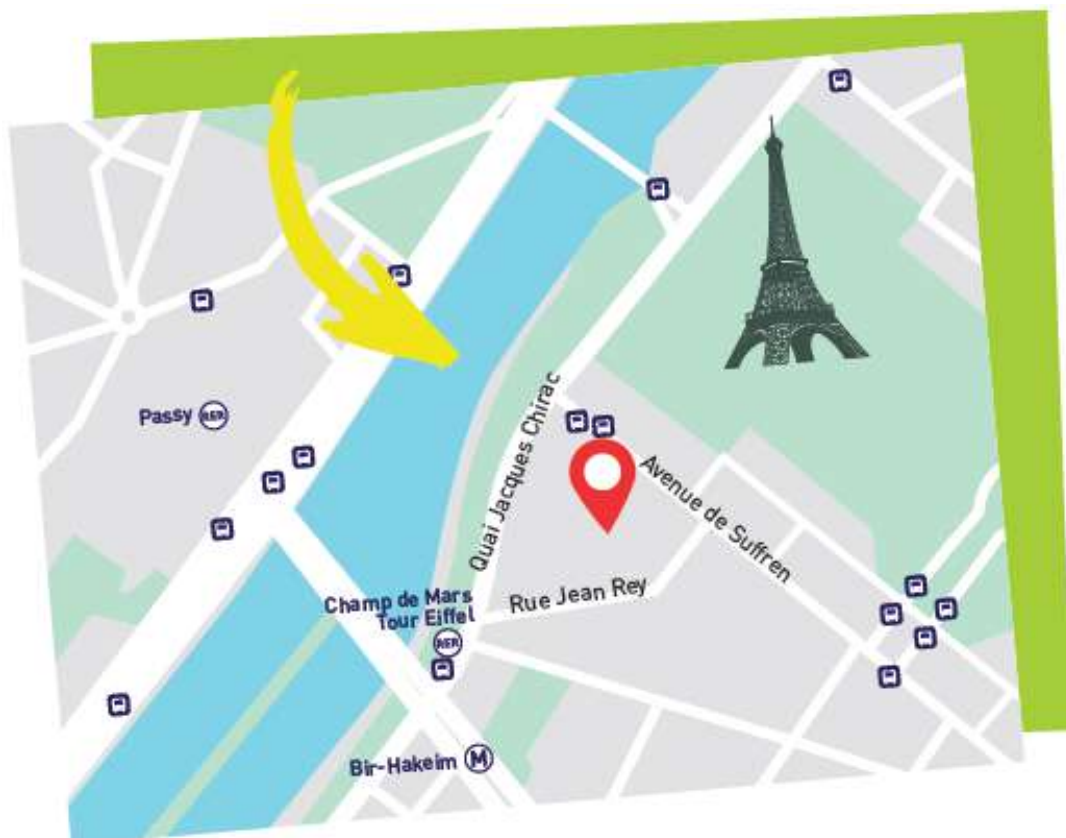 Passy RER
Quai Jacques Chirac
Avenue de Suffren
Rue Jean Rey
Champ de Mars
Tour Eiffel
RER
Bir-Hakeim M